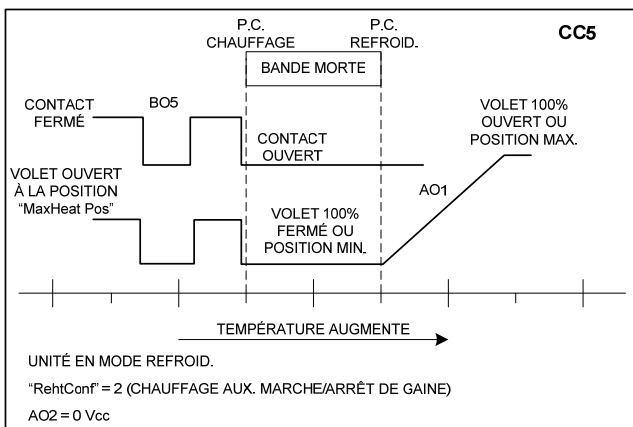 P.C.
CHAUFFAGE
P.C.
REFROID.
CC5
BANDE MORTE
CONTACT
FERMÉ
BO5
VOLET 100%
OUVERT OU
POSITION MAX.
CONTACT
OUVERT
VOLET OUVERT
À LA POSITION
“MaxHeat Pos”
AO1
VOLET 100%
FERMÉ OU
POSITION MIN.
TEMPÉRATURE AUGMENTE
UNITÉ EN MODE REFROID.
“RehtConf” = 2 (CHAUFFAGE AUX. MARCHE/ARRÊT DE GAINE)
AO2 = 0 Vcc